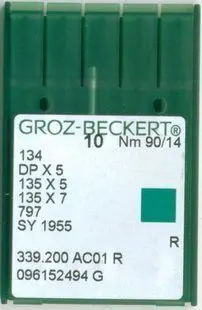 GROZ-BECKERT®
10 Nm 90/14
134
DP X 5
135 X 5
135 X 7
797
SY 1955
R
339.200 AC01 R
096152494 G